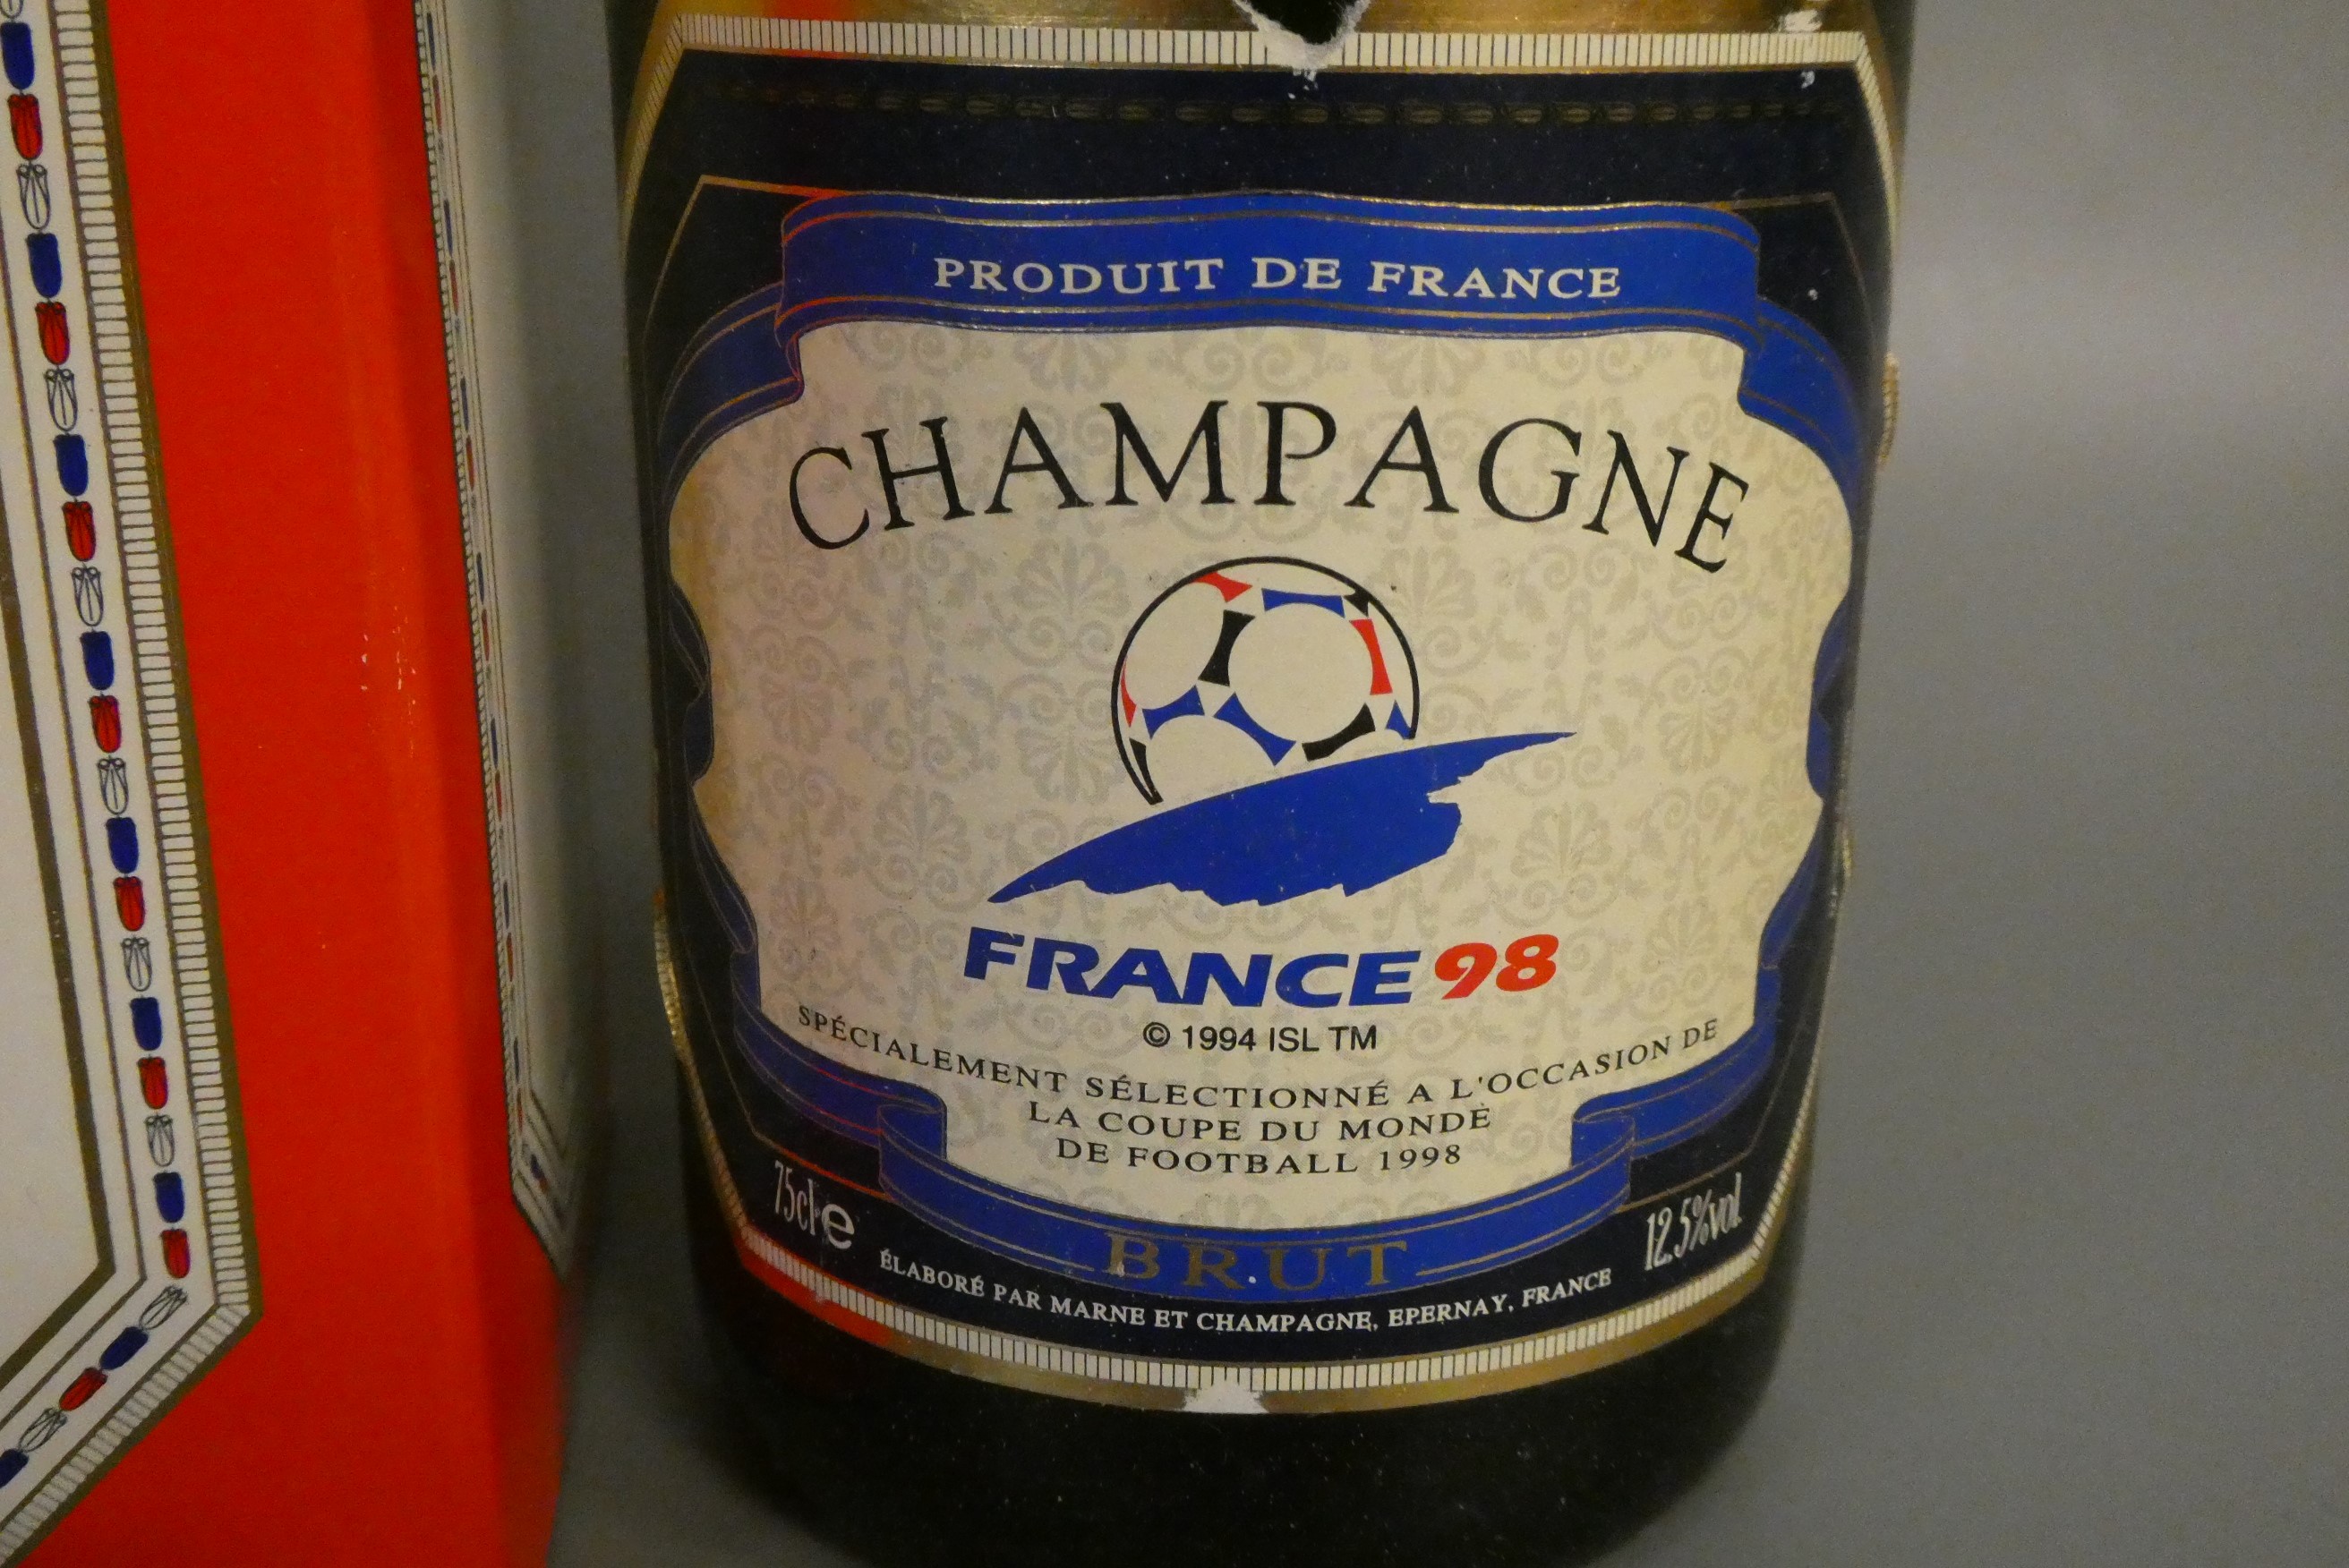 PRODUIT DE FRANCE
CHAMPAGNE
FRANCE 98
© 1994 ISL TM
SPÉCIALEMENT SÉLECTIONNÉ A L'OCCASION DE
LA COUPE DU MONDE
DE FOOTBALL 1998
75cl e
BRUT
12.5%vol.
ÉLABORÉ PAR MARNE ET CHAMPAGNE, EPERNAY, FRANCE